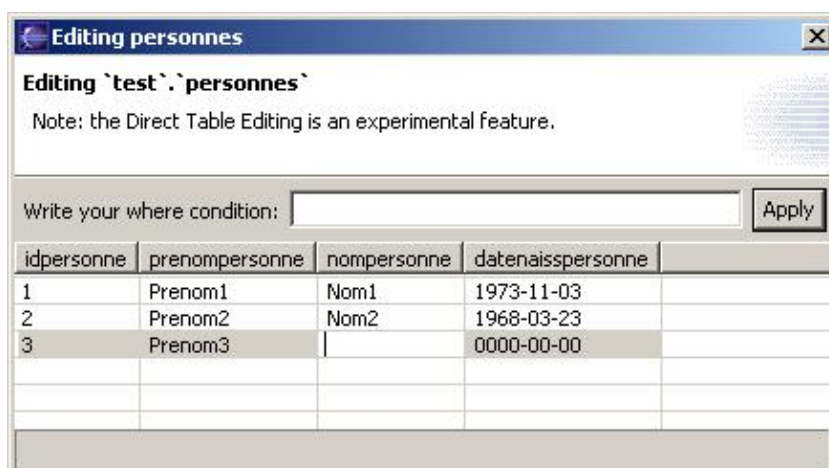 Editing personnes
Editing `test`.`personnes`
Note: the Direct Table Editing is an experimental feature.
Write your where condition: Apply
idpersonne prenompersonne nompersonne datenaisspersonne
1 Prenom1 Nom1 1973-11-03
2 Prenom2 Nom2 1968-03-23
3 Prenom3 0000-00-00